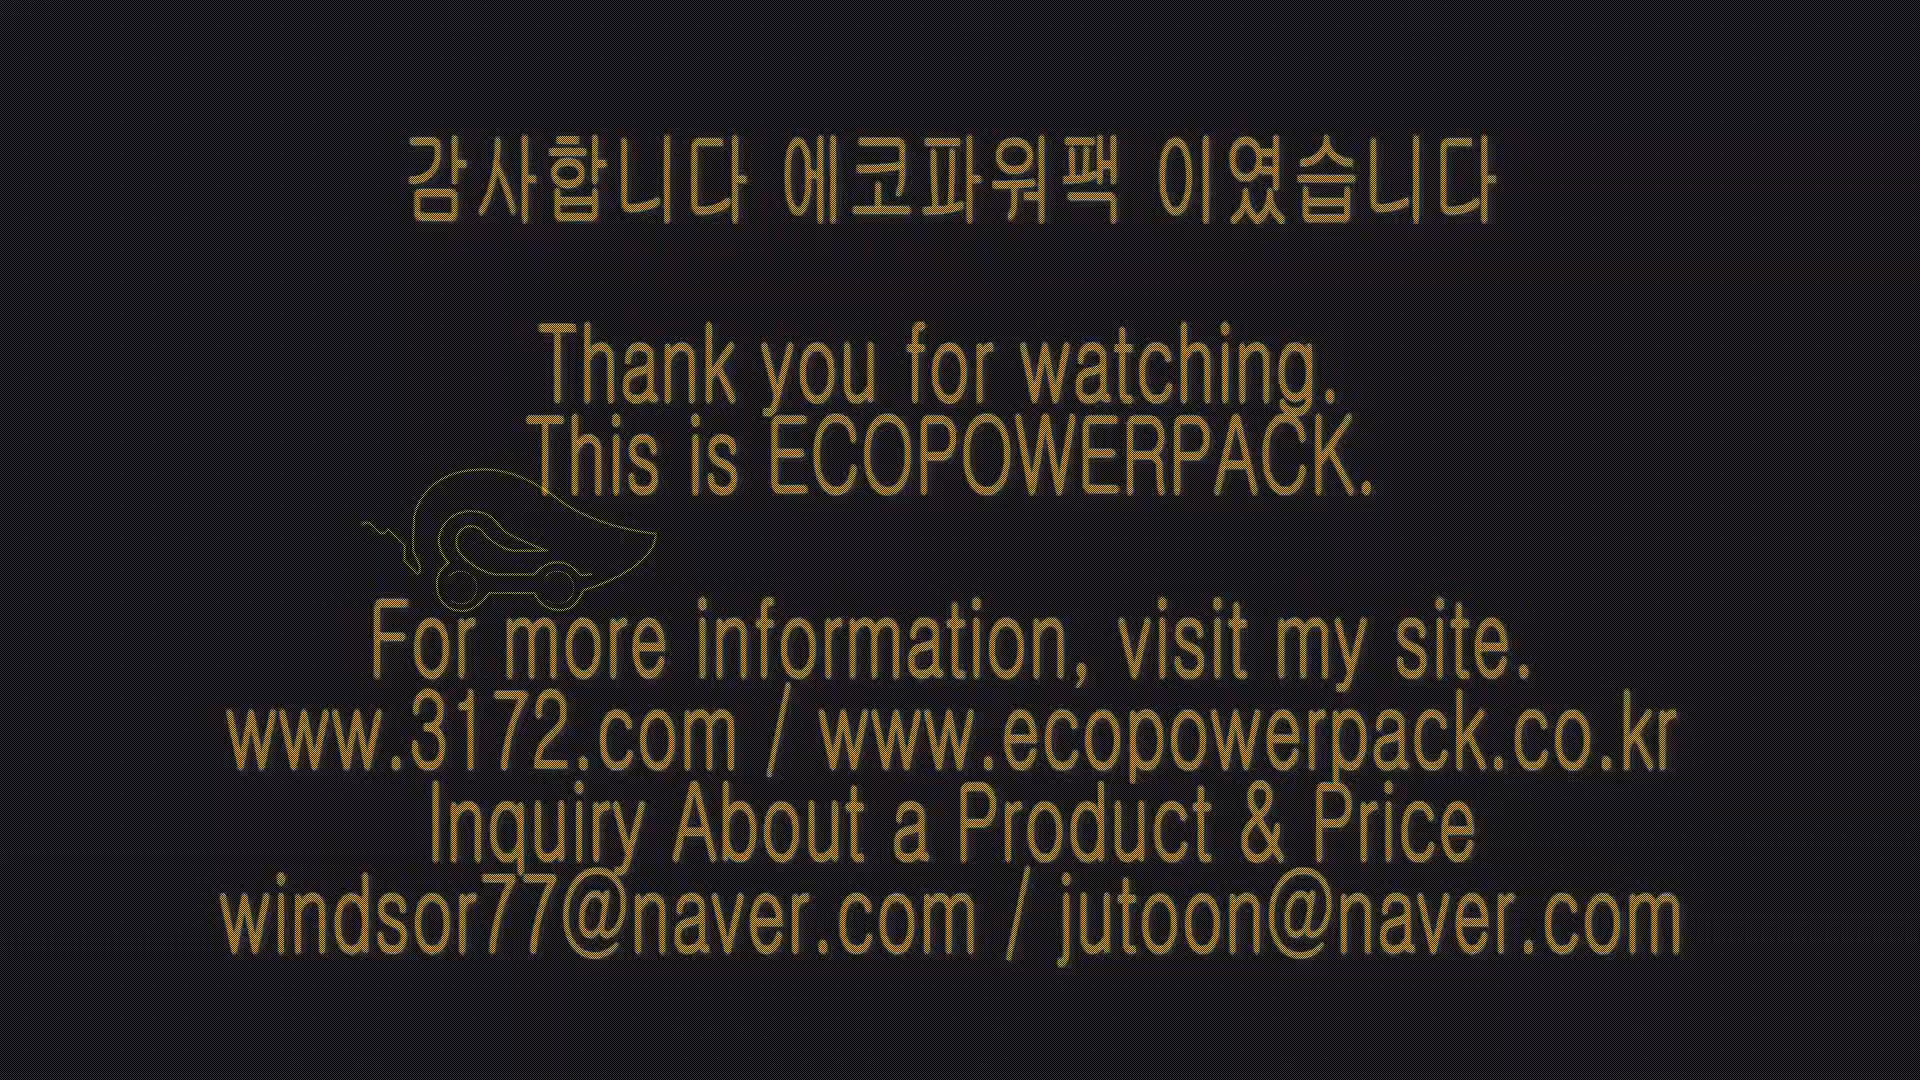 감사합니다 에코파워팩 이였습니다
Thank you for watching.
This is ECOPOWERPACK.
For more information, visit my site.
www.3172.com / www.ecopowerpack.co.kr
Inquiry About a Product & Price
windsor77@naver.com / jutoon@naver.com